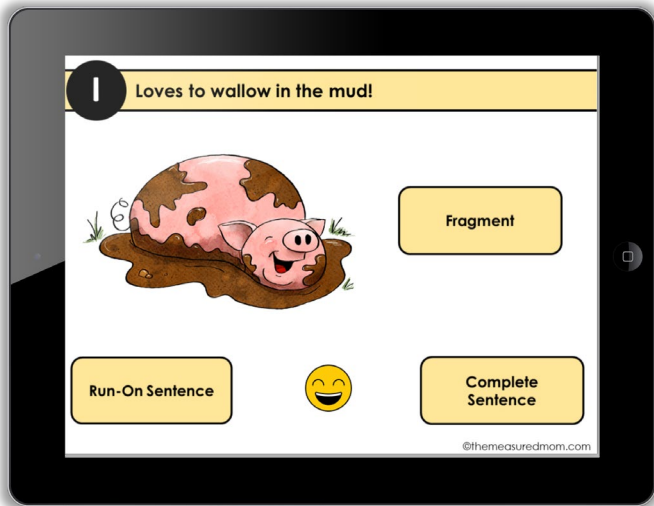 1
Loves to wallow in the mud!
Fragment
Run-On Sentence
Complete
Sentence
©themeasuredmom.com